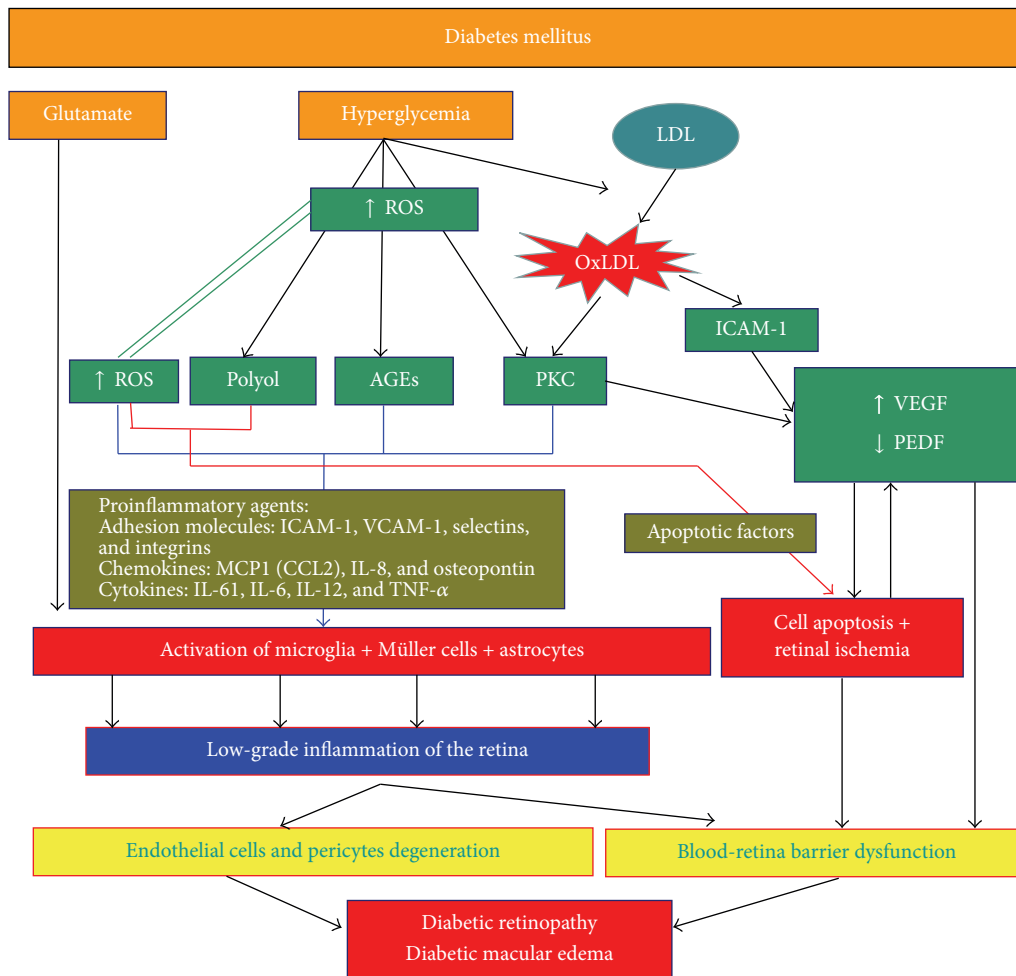 Diabetes mellitus
Glutamate
Hyperglycemia
LDL
↑ ROS
OxLDL
ICAM-1
↑ ROS
Polyol
AGEs
PKC
↑ VEGF
↓ PEDF
Proinflammatory agents:
Adhesion molecules: ICAM-1, VCAM-1, selectins,
and integrins
Chemokines: MCP1 (CCL2), IL-8, and osteopontin
Cytokines: IL-61, IL-6, IL-12, and TNF-α
Apoptotic factors
Cell apoptosis +
retinal ischemia
Activation of microglia + Müller cells + astrocytes
Low-grade inflammation of the retina
Endothelial cells and pericytes degeneration
Blood-retina barrier dysfunction
Diabetic retinopathy
Diabetic macular edema